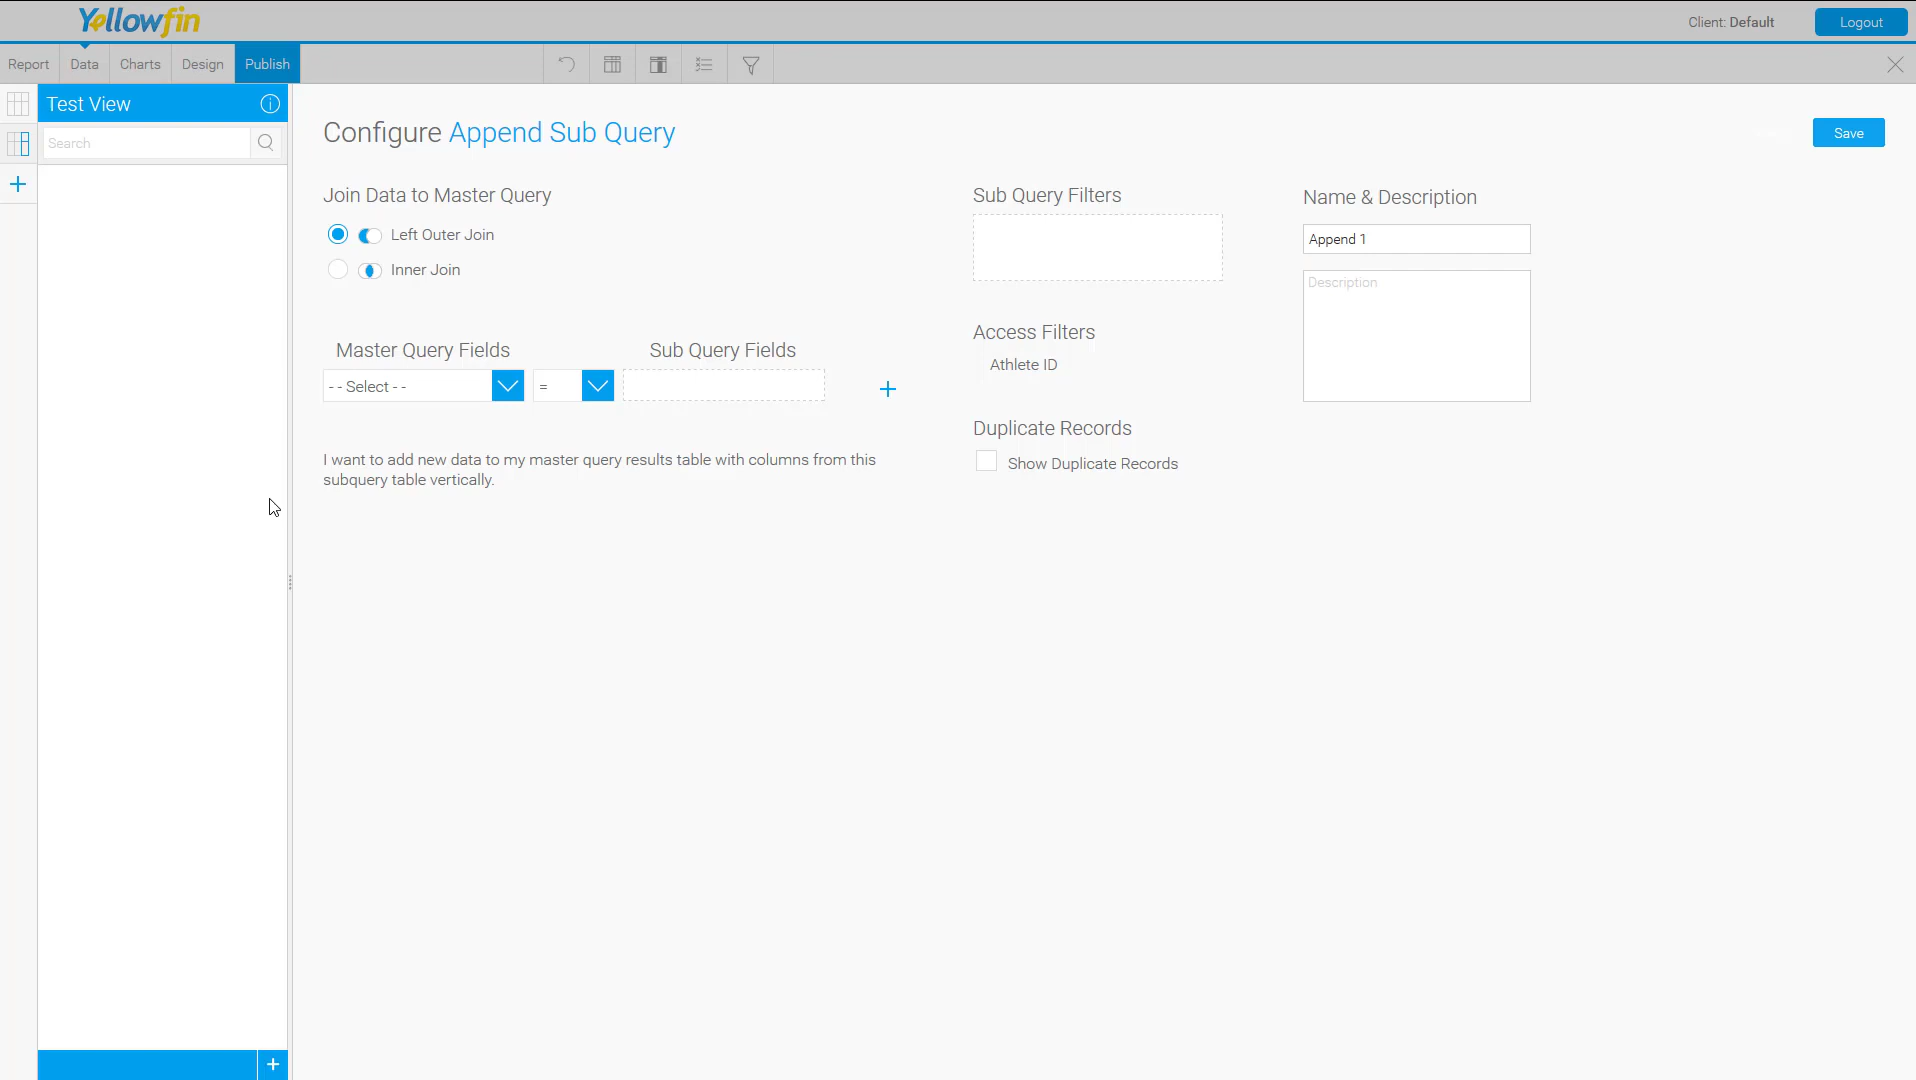 Yellowfin
Client: Default
Logout
Report
Data
Charts
Design
Publish
Test View
Search
Configure Append Sub Query
Save
Join Data to Master Query
Left Outer Join
Inner Join
Master Query Fields
Sub Query Fields
- - Select - -
=
I want to add new data to my master query results table with columns from this
subquery table vertically.
Sub Query Filters
Access Filters
Athlete ID
Duplicate Records
Show Duplicate Records
Name & Description
Append 1
Description